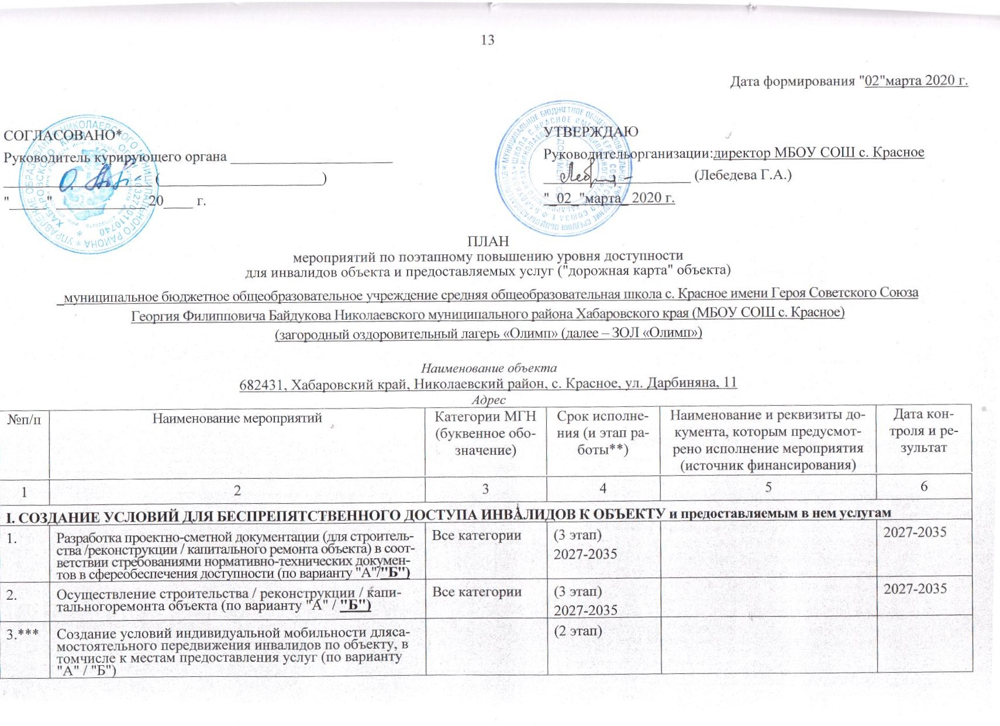 13
Дата формирования "02"марта 2020 г.
СОГЛАСОВАНО*
Руководитель курирующего органа ______________________
____________________ (______________________)
"_____" ____________ 20____ г.
УТВЕРЖДАЮ
Руководительорганизации:директор МБОУ СОШ с. Красное
____________________ (Лебедева Г.А.)
"_02_"марта_ 2020 г.
ПЛАН
мероприятий по поэтапному повышению уровня доступности
для инвалидов объекта и предоставляемых услуг ("дорожная карта" объекта)
_муниципальное бюджетное общеобразовательное учреждение средняя общеобразовательная школа с. Красное имени Героя Советского Союза
Георгия Филипповича Байдукова Николаевского муниципального района Хабаровского края (МБОУ СОШ с. Красное)
(загородный оздоровительный лагерь «Олимп» (далее – ЗОЛ «Олимп»)
Наименование объекта
682431, Хабаровский край, Николаевский район, с. Красное, ул. Дарбиняна, 11
Адрес
№п/п
Наименование мероприятий
Категории МГН
(буквенное обо-
значение)
Срок исполне-
ния (и этап ра-
боты**)
Наименование и реквизиты до-
кумента, которым предусмот-
рено исполнение мероприятия
(источник финансирования)
Дата кон-
троля и ре-
зультат
1
2
3
4
5
6
I. СОЗДАНИЕ УСЛОВИЙ ДЛЯ БЕСПРЕПЯТСТВЕННОГО ДОСТУПА ИНВАЛИДОВ К ОБЪЕКТУ и предоставляемым в нем услугам
1.
Разработка проектно-сметной документации (для строитель-
ства /реконструкции / капитального ремонта объекта) в соот-
ветствии стребованиями нормативно-технических докумен-
тов в сфереобеспечения доступности (по варианту "А"/"Б")
Все категории
(3 этап)
2027-2035
2027-2035
2.
Осуществление строительства / реконструкции / капи-
тальногоремонта объекта (по варианту "А" / "Б")
Все категории
(3 этап)
2027-2035
2027-2035
3.***
Создание условий индивидуальной мобильности дляса-
мостоятельного передвижения инвалидов по объекту, в
томчисле к местам предоставления услуг (по варианту
"А" / "Б")
(2 этап)